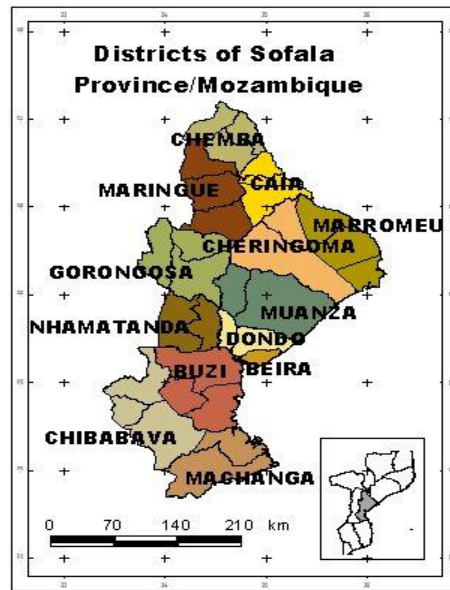 Districts of Sofala
Province/Mozambique
CHEMBA
CAIA
MARINGUE
MARROMEU
CHERINGOMA
GORONGOSA
MUANZA
NHAMATANDA
DONDO
BEIRA
BUZI
CHIBABAVA
MACHANGA
0 70 140 210 km